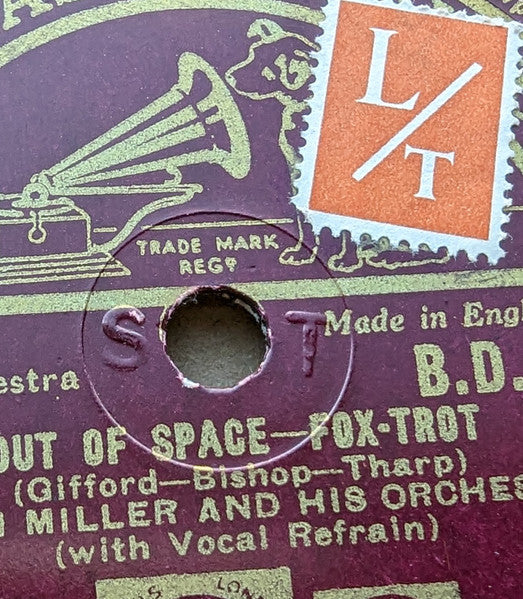 L/T
TRADE MARK
REGD
S T
Made in Engl
estra
B.D.
OUT OF SPACE—FOX-TROT
(Gifford—Bishop—Tharp)
MILLER AND HIS ORCHES
(with Vocal Refrain)